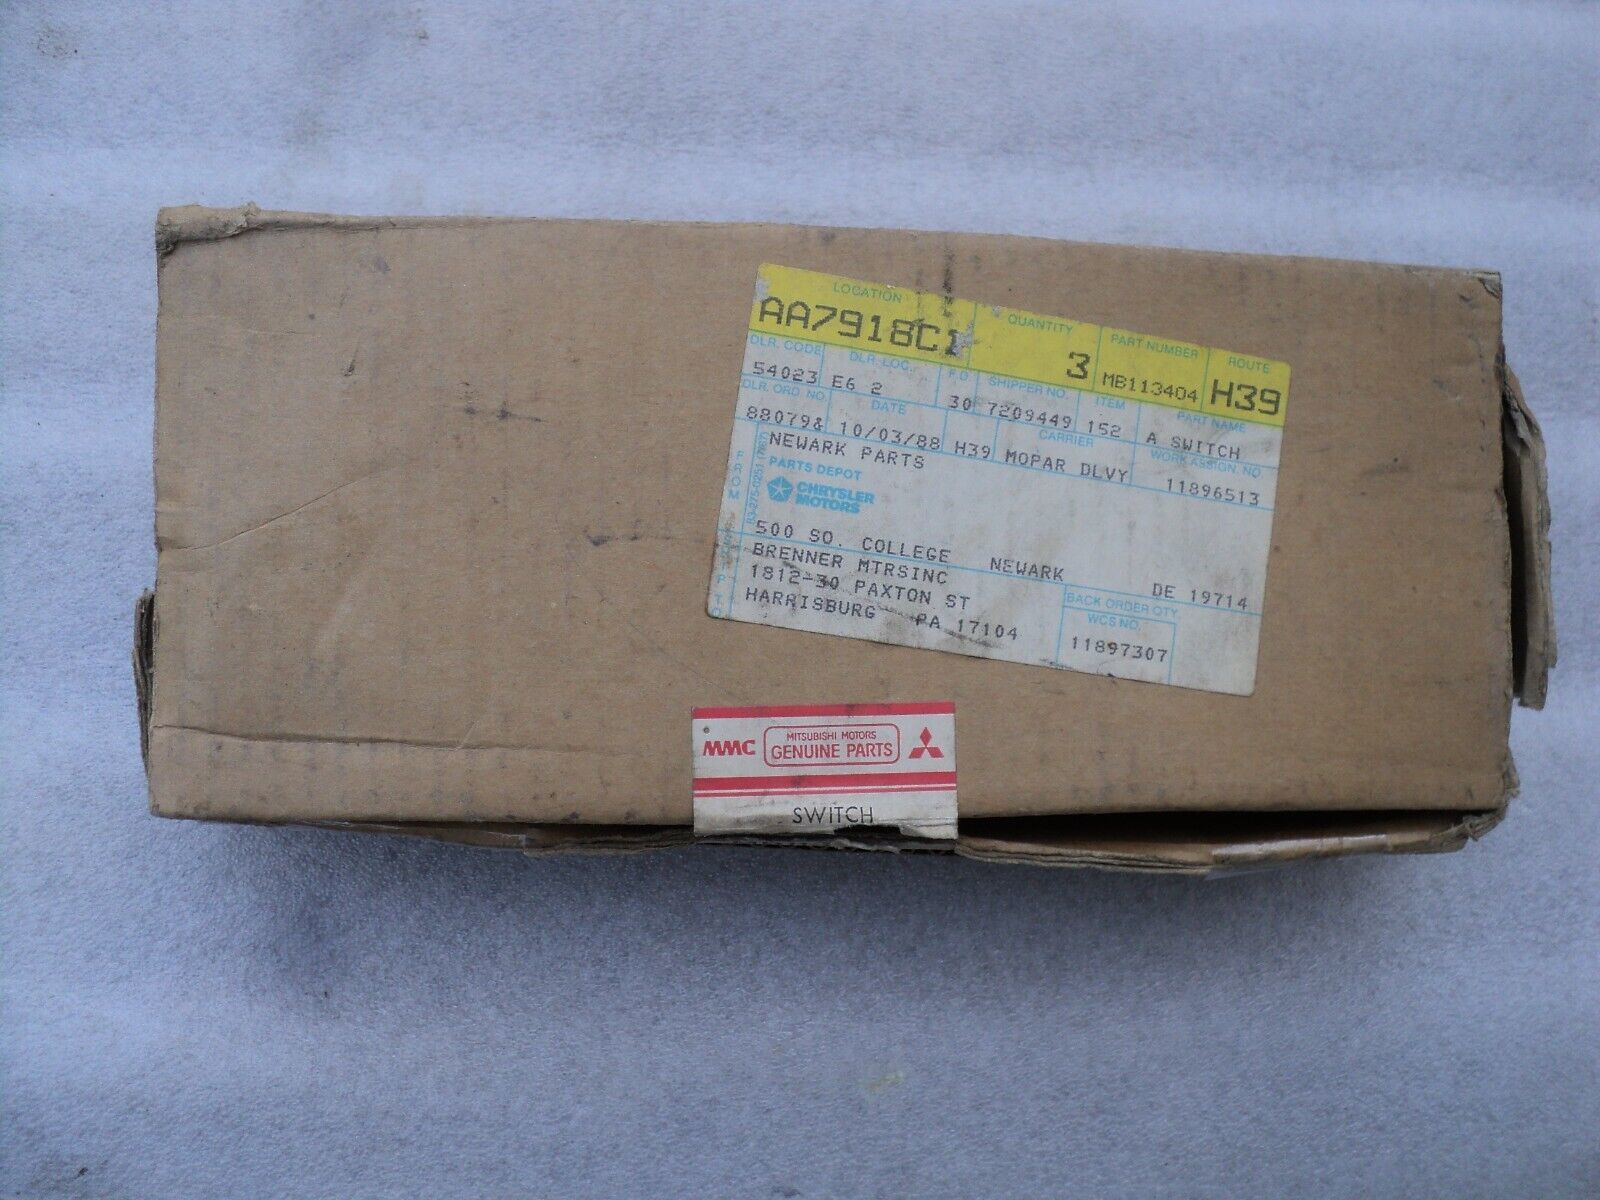 LOCATION QUANTITY PART NUMBER ROUTE
AA7918C1 3 MB113404 H39
DLR. CODE DLR. LOC. P.D. SHIPPER NO. ITEM PART NAME
54023 E6 2 30 7209449 152 A SWITCH
DLR. ORD NO. DATE CARRIER WORK ASSIGN. NO.
88079& 10/03/88 H39 MOPAR DLVY 11896513
FROM
NEWARK PARTS
PARTS DEPOT
CHRYSLER
MOTORS
500 SO. COLLEGE NEWARK DE 19714
BRENNER MTRSINC
1812-30 PAXTON ST
HARRISBURG PA 17104
BACK ORDER QTY
WCS NO.
11897307
MMC
MITSUBISHI MOTORS
GENUINE PARTS
SWITCH